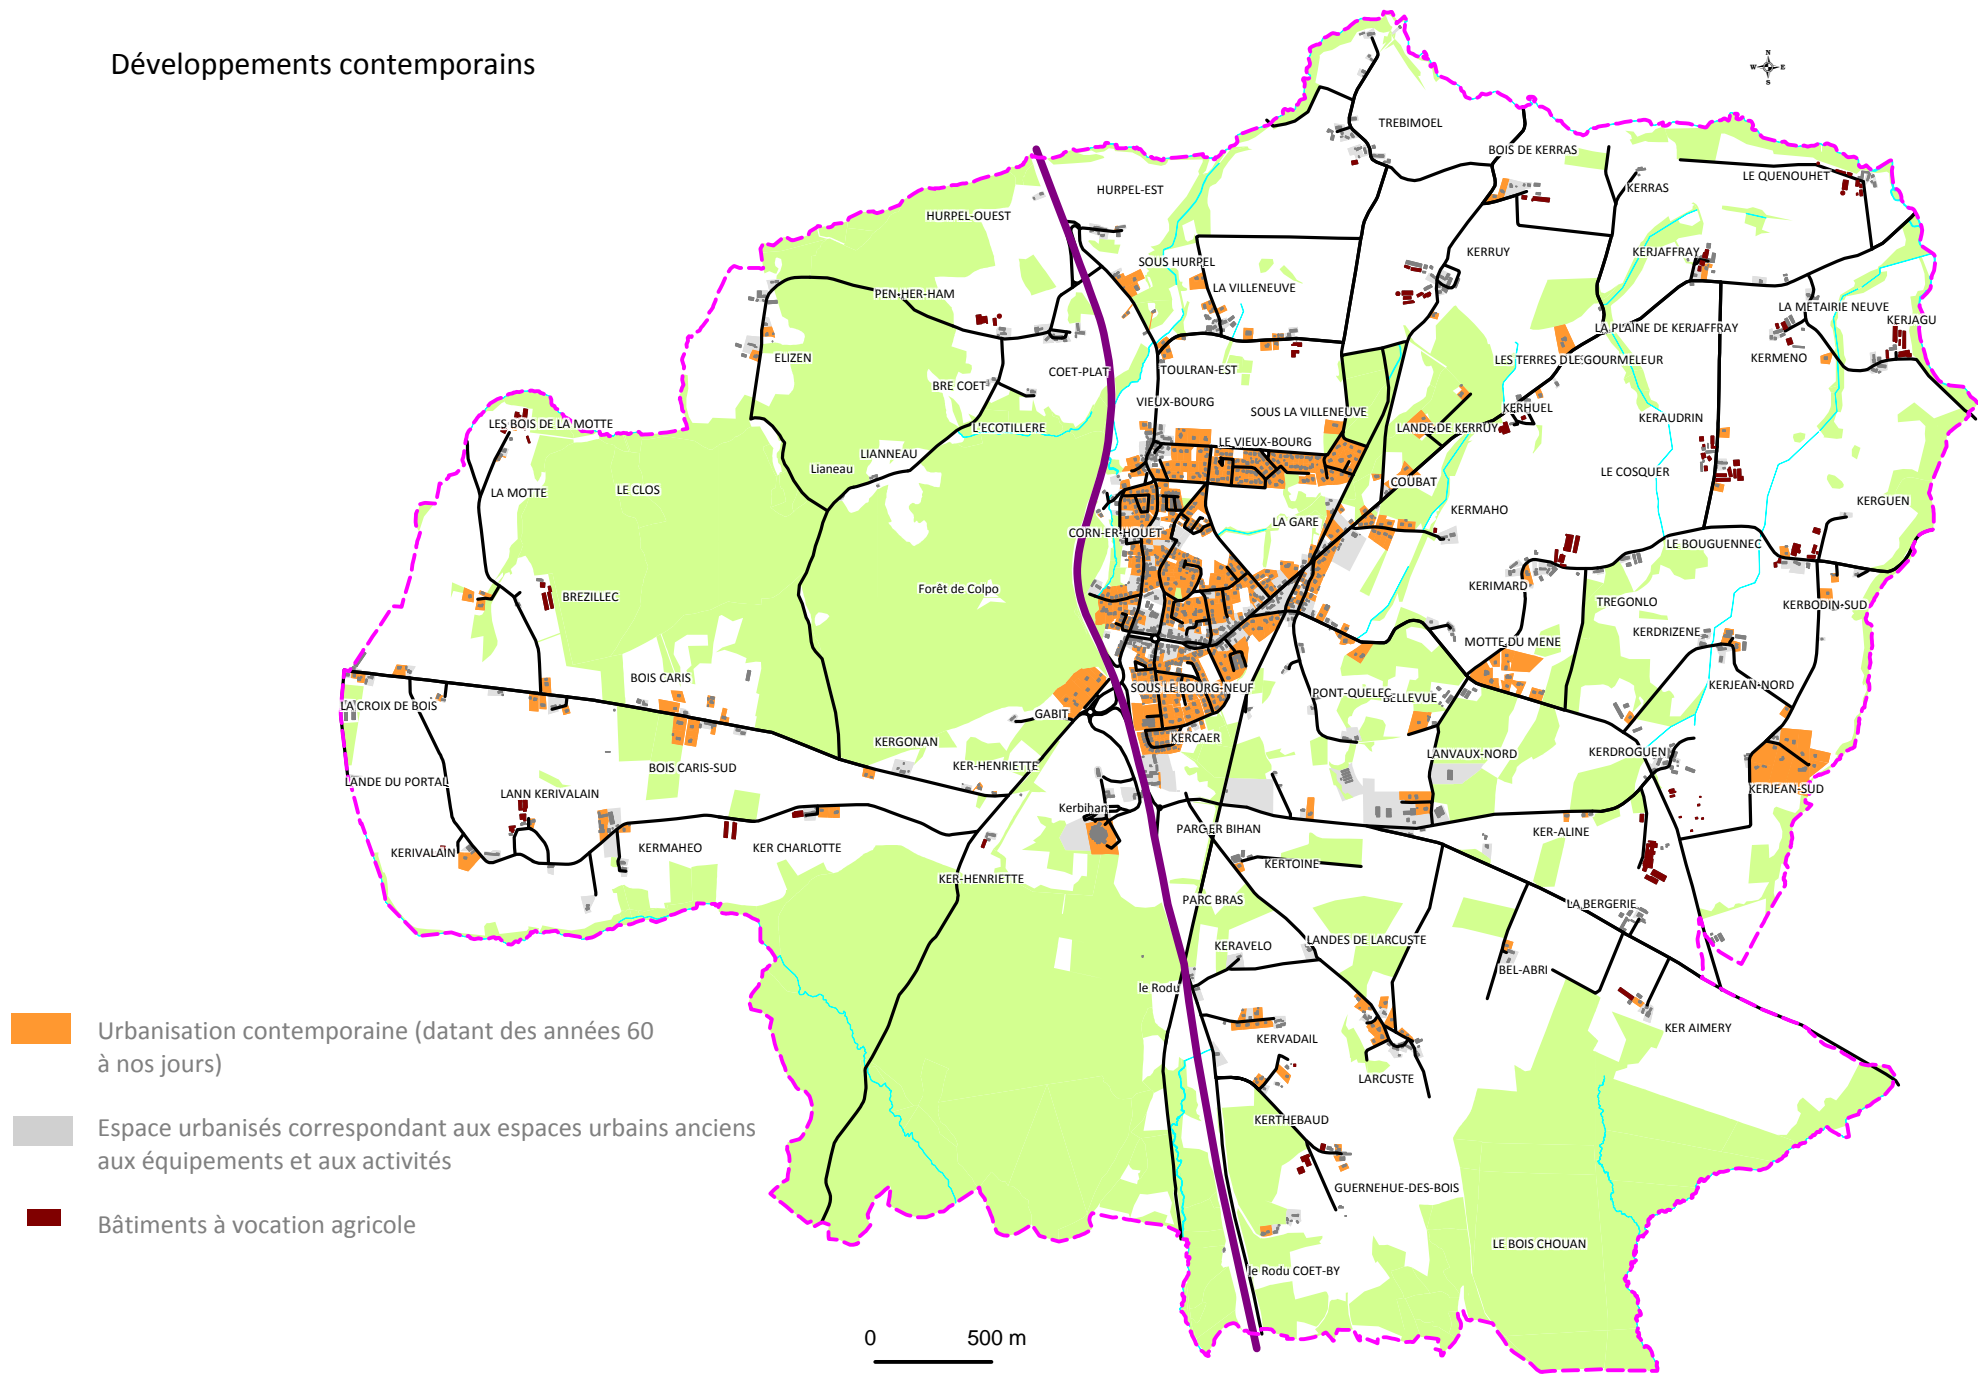 Développements contemporains
N
W E
S
TREBIMOEL
BOIS DE KERRAS
KERRAS
LE QUENOUHET
HURPEL-EST
HURPEL-OUEST
KERRUY
KERJAFFRAY
SOUS HURPEL
LA VILLENEUVE
PEN-HER-HAM
LA METAIRIE NEUVE
KERJAGU
LA PLAINE DE KERJAFFRAY
ELIZEN
LES TERRES DLEGOURMELEUR
KERMENO
COET-PLAT
TOULRAN-EST
BRE COET
VIEUX-BOURG
SOUS LA VILLENEUVE
KERHUEL
KERAUDRIN
LES BOIS DE LA MOTTE
L'ECOTILLERE
LE VIEUX-BOURG
LANDE DE KERRUY
LIANNEAU
Lianeau
LE COSQUER
LA MOTTE
LE CLOS
COUBAT
KERGUEN
KERMAHO
LA GARE
CORN-ER-HOUET
LE BOUGUENNEC
KERIMARD
Forêt de Colpo
BREZILLEC
TREGONLO
KERBODIN-SUD
KERDRIZENE
MOTTE DU MENE
BOIS CARIS
SOUS LE BOURG-NEUF
PONT-QUELEC
BELLEVUE
KERJEAN-NORD
LA CROIX DE BOIS
GABIT
KERCAER
KERGONAN
LANVAUX-NORD
KERDROGUEN
BOIS CARIS-SUD
KER-HENRIETTE
LANDE DU PORTAL
KERJEAN-SUD
LANN KERIVALAIN
Kerbihan
PARC ER BIHAN
KER-ALINE
KERIVALAIN
KERMAHEO
KER CHARLOTTE
KERTOINE
KER-HENRIETTE
PARC BRAS
LA BERGERIE
KERAVELO
LANDES DE LARCUSTE
BEL-ABRI
le Rodu
KER AIMERY
KERVADAIL
LARCUSTE
KERTHEBAUD
GUERNEHUE-DES-BOIS
LE BOIS CHOUAN
le Rodu COET-BY
Urbanisation contemporaine (datant des années 60
à nos jours)
Espace urbanisés correspondant aux espaces urbains anciens
aux équipements et aux activités
Bâtiments à vocation agricole
0 500 m